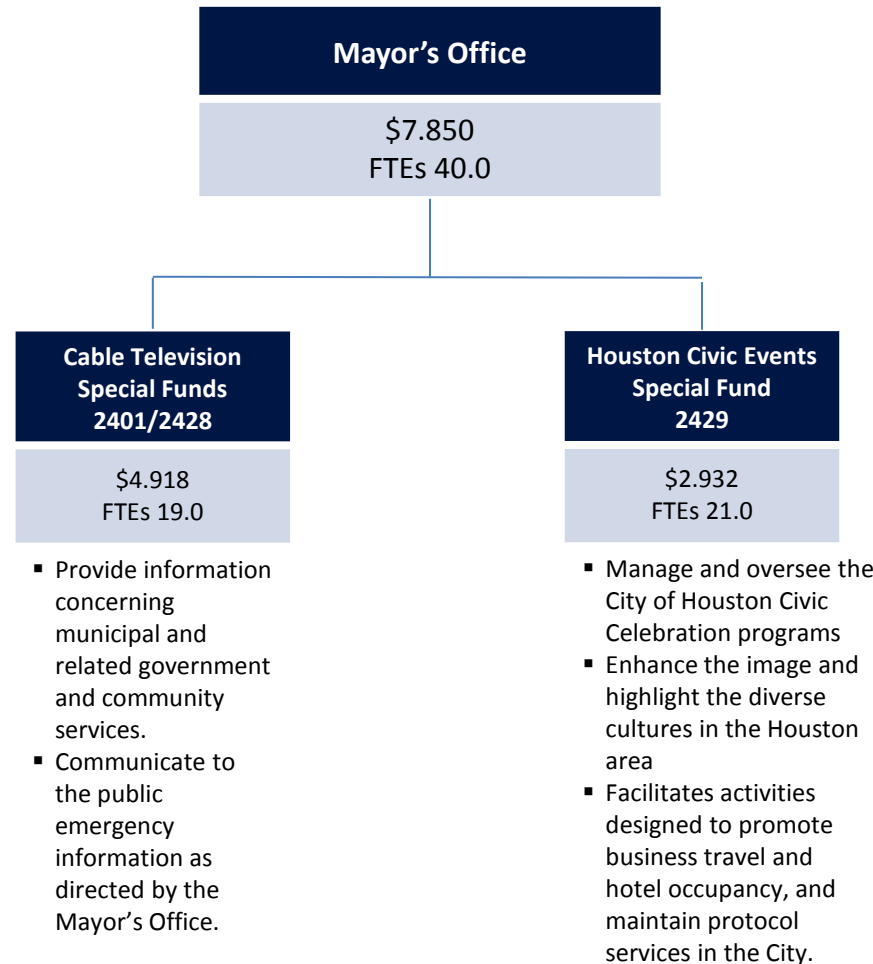 Mayor’s Office
$7.850
FTEs 40.0
Cable Television
Special Funds
2401/2428
$4.918
FTEs 19.0
▪ Provide information
concerning
municipal and
related government
and community
services.
▪ Communicate to
the public
emergency
information as
directed by the
Mayor’s Office.
Houston Civic Events
Special Fund
2429
$2.932
FTEs 21.0
▪ Manage and oversee the
City of Houston Civic
Celebration programs
▪ Enhance the image and
highlight the diverse
cultures in the Houston
area
▪ Facilitates activities
designed to promote
business travel and
hotel occupancy, and
maintain protocol
services in the City.